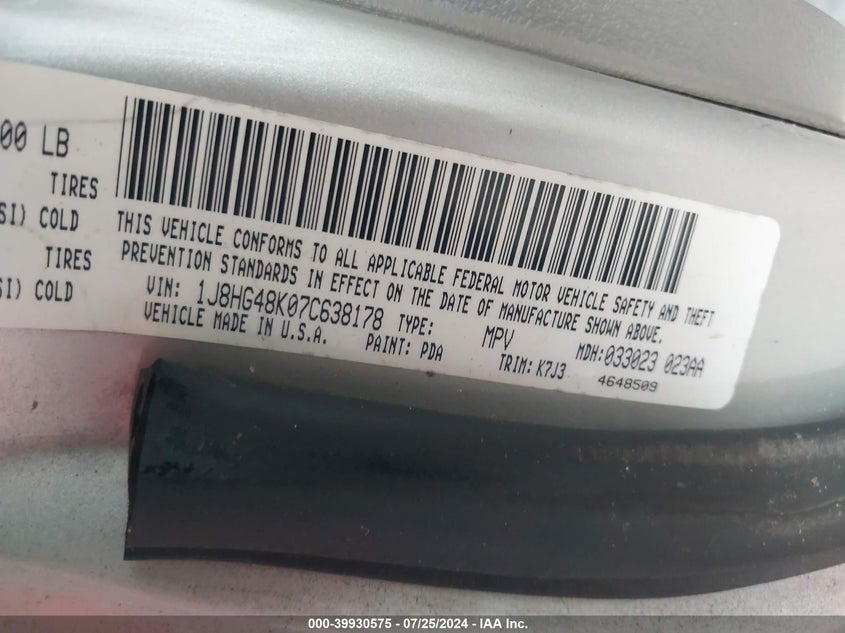 00 LB
TIRES
SI) COLD
TIRES
SI) COLD
THIS VEHICLE CONFORMS TO ALL APPLICABLE FEDERAL MOTOR VEHICLE SAFETY AND THEFT
PREVENTION STANDARDS IN EFFECT ON THE DATE OF MANUFACTURE SHOWN ABOVE.
VIN: 1J8HG48K07C638178 TYPE: MPV MDH:033023 023AA
VEHICLE MADE IN U.S.A. PAINT: PDA TRIM: K7J3 4648509
000-39930575 - 07/25/2024 - IAA Inc.